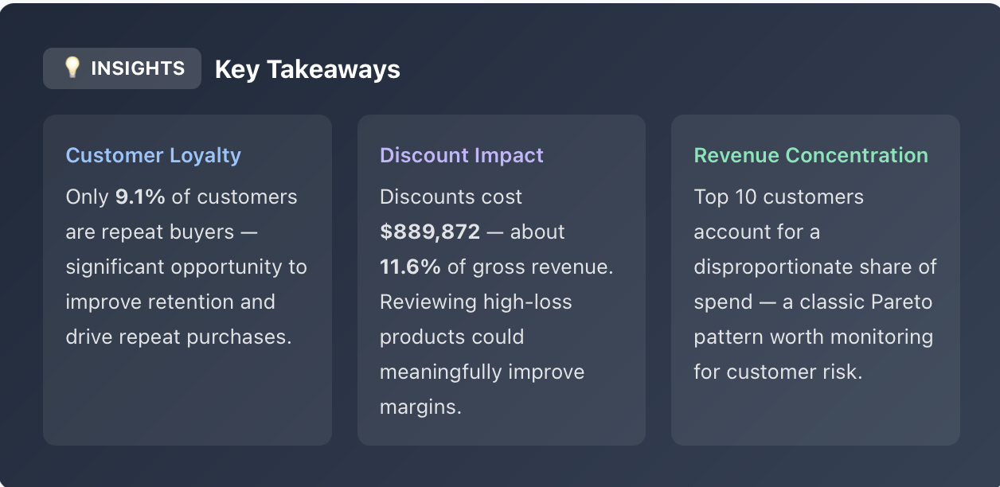 💡 INSIGHTS Key Takeaways
Customer Loyalty
Only 9.1% of customers
are repeat buyers —
significant opportunity to
improve retention and
drive repeat purchases.
Discount Impact
Discounts cost
$889,872 — about
11.6% of gross revenue.
Reviewing high-loss
products could
meaningfully improve
margins.
Revenue Concentration
Top 10 customers
account for a
disproportionate share of
spend — a classic Pareto
pattern worth monitoring
for customer risk.